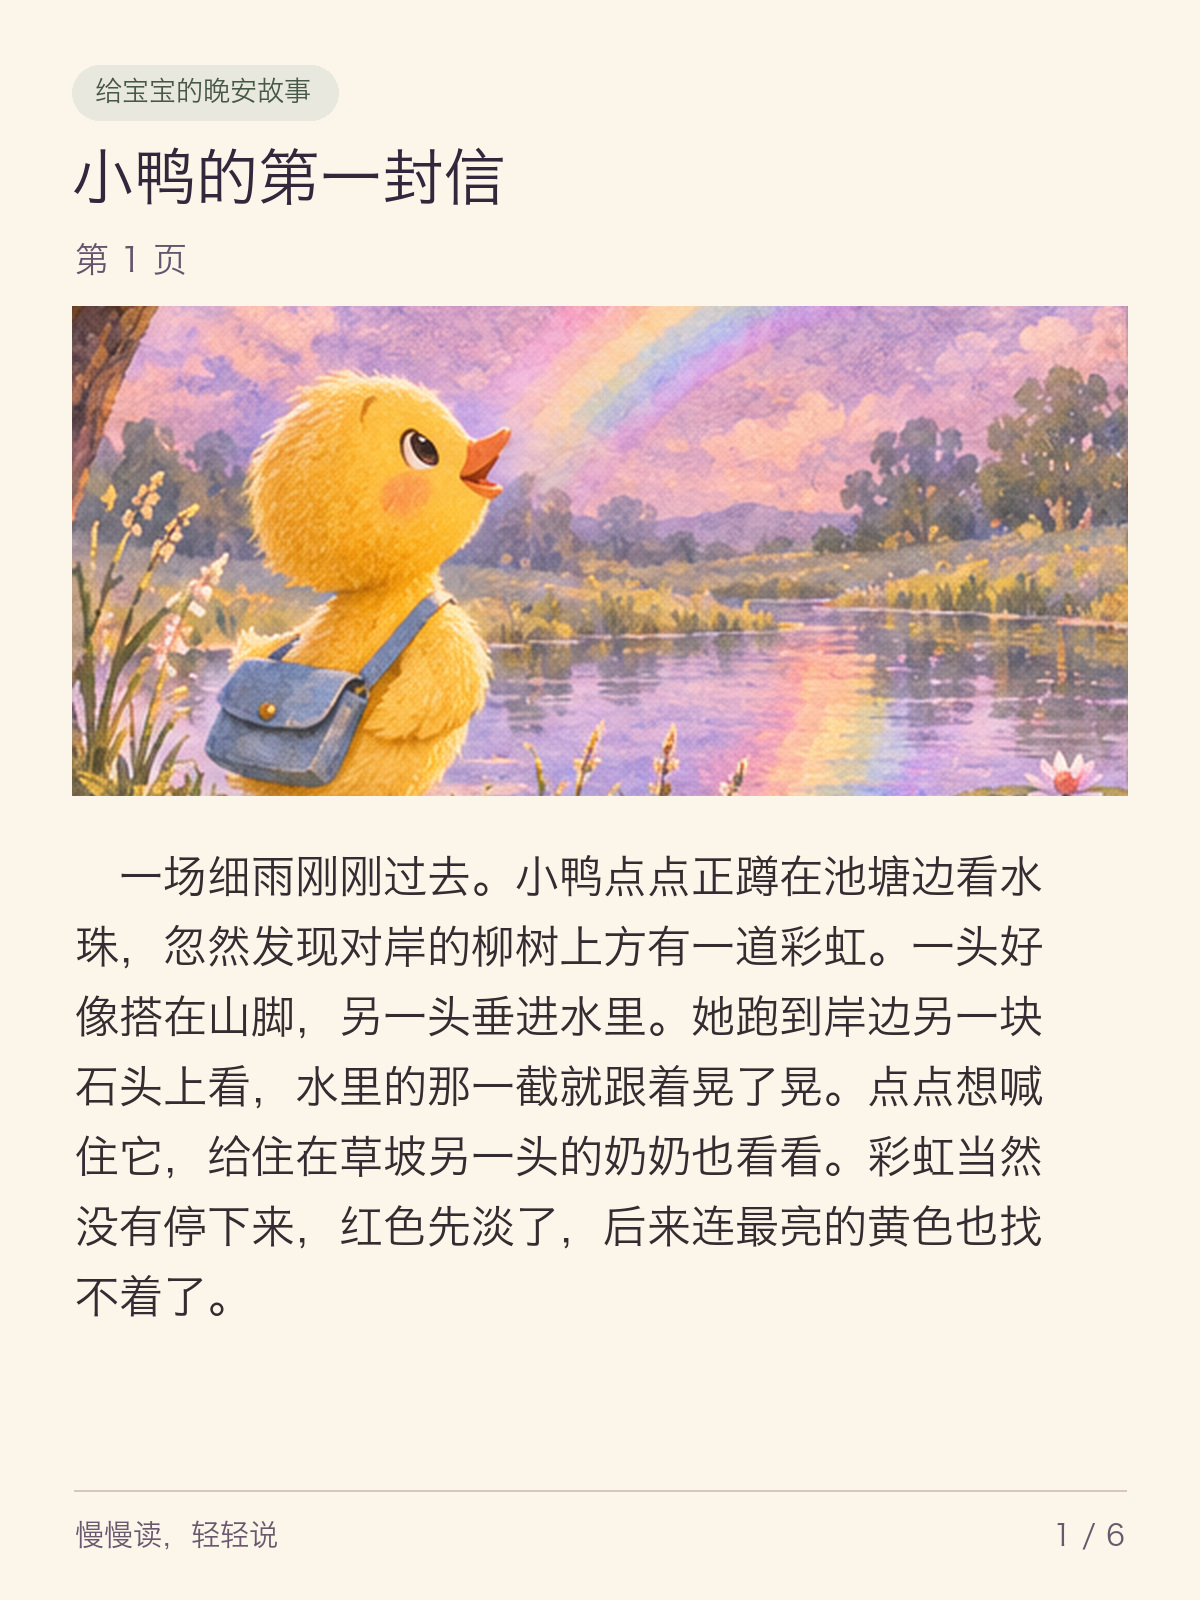 给宝宝的晚安故事
小鸭的第一封信
第 1 页
一场细雨刚刚过去。小鸭点点正蹲在池塘边看水
珠，忽然发现对岸的柳树上方有一道彩虹。一头好
像搭在山脚，另一头垂进水里。她跑到岸边另一块
石头上看，水里的那一截就跟着晃了晃。点点想喊
住它，给住在草坡另一头的奶奶也看看。彩虹当然
没有停下来，红色先淡了，后来连最亮的黄色也找
不着了。
慢慢读，轻轻说
1 / 6